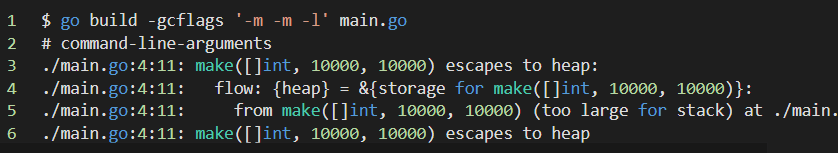 1 $ go build -gcflags '-m -m -l' main.go
2 # command-line-arguments
3 ./main.go:4:11: make([]int, 10000, 10000) escapes to heap:
4 ./main.go:4:11:   flow: {heap} = &{storage for make([]int, 10000, 10000)}:
5 ./main.go:4:11:     from make([]int, 10000, 10000) (too large for stack) at ./main.
6 ./main.go:4:11: make([]int, 10000, 10000) escapes to heap